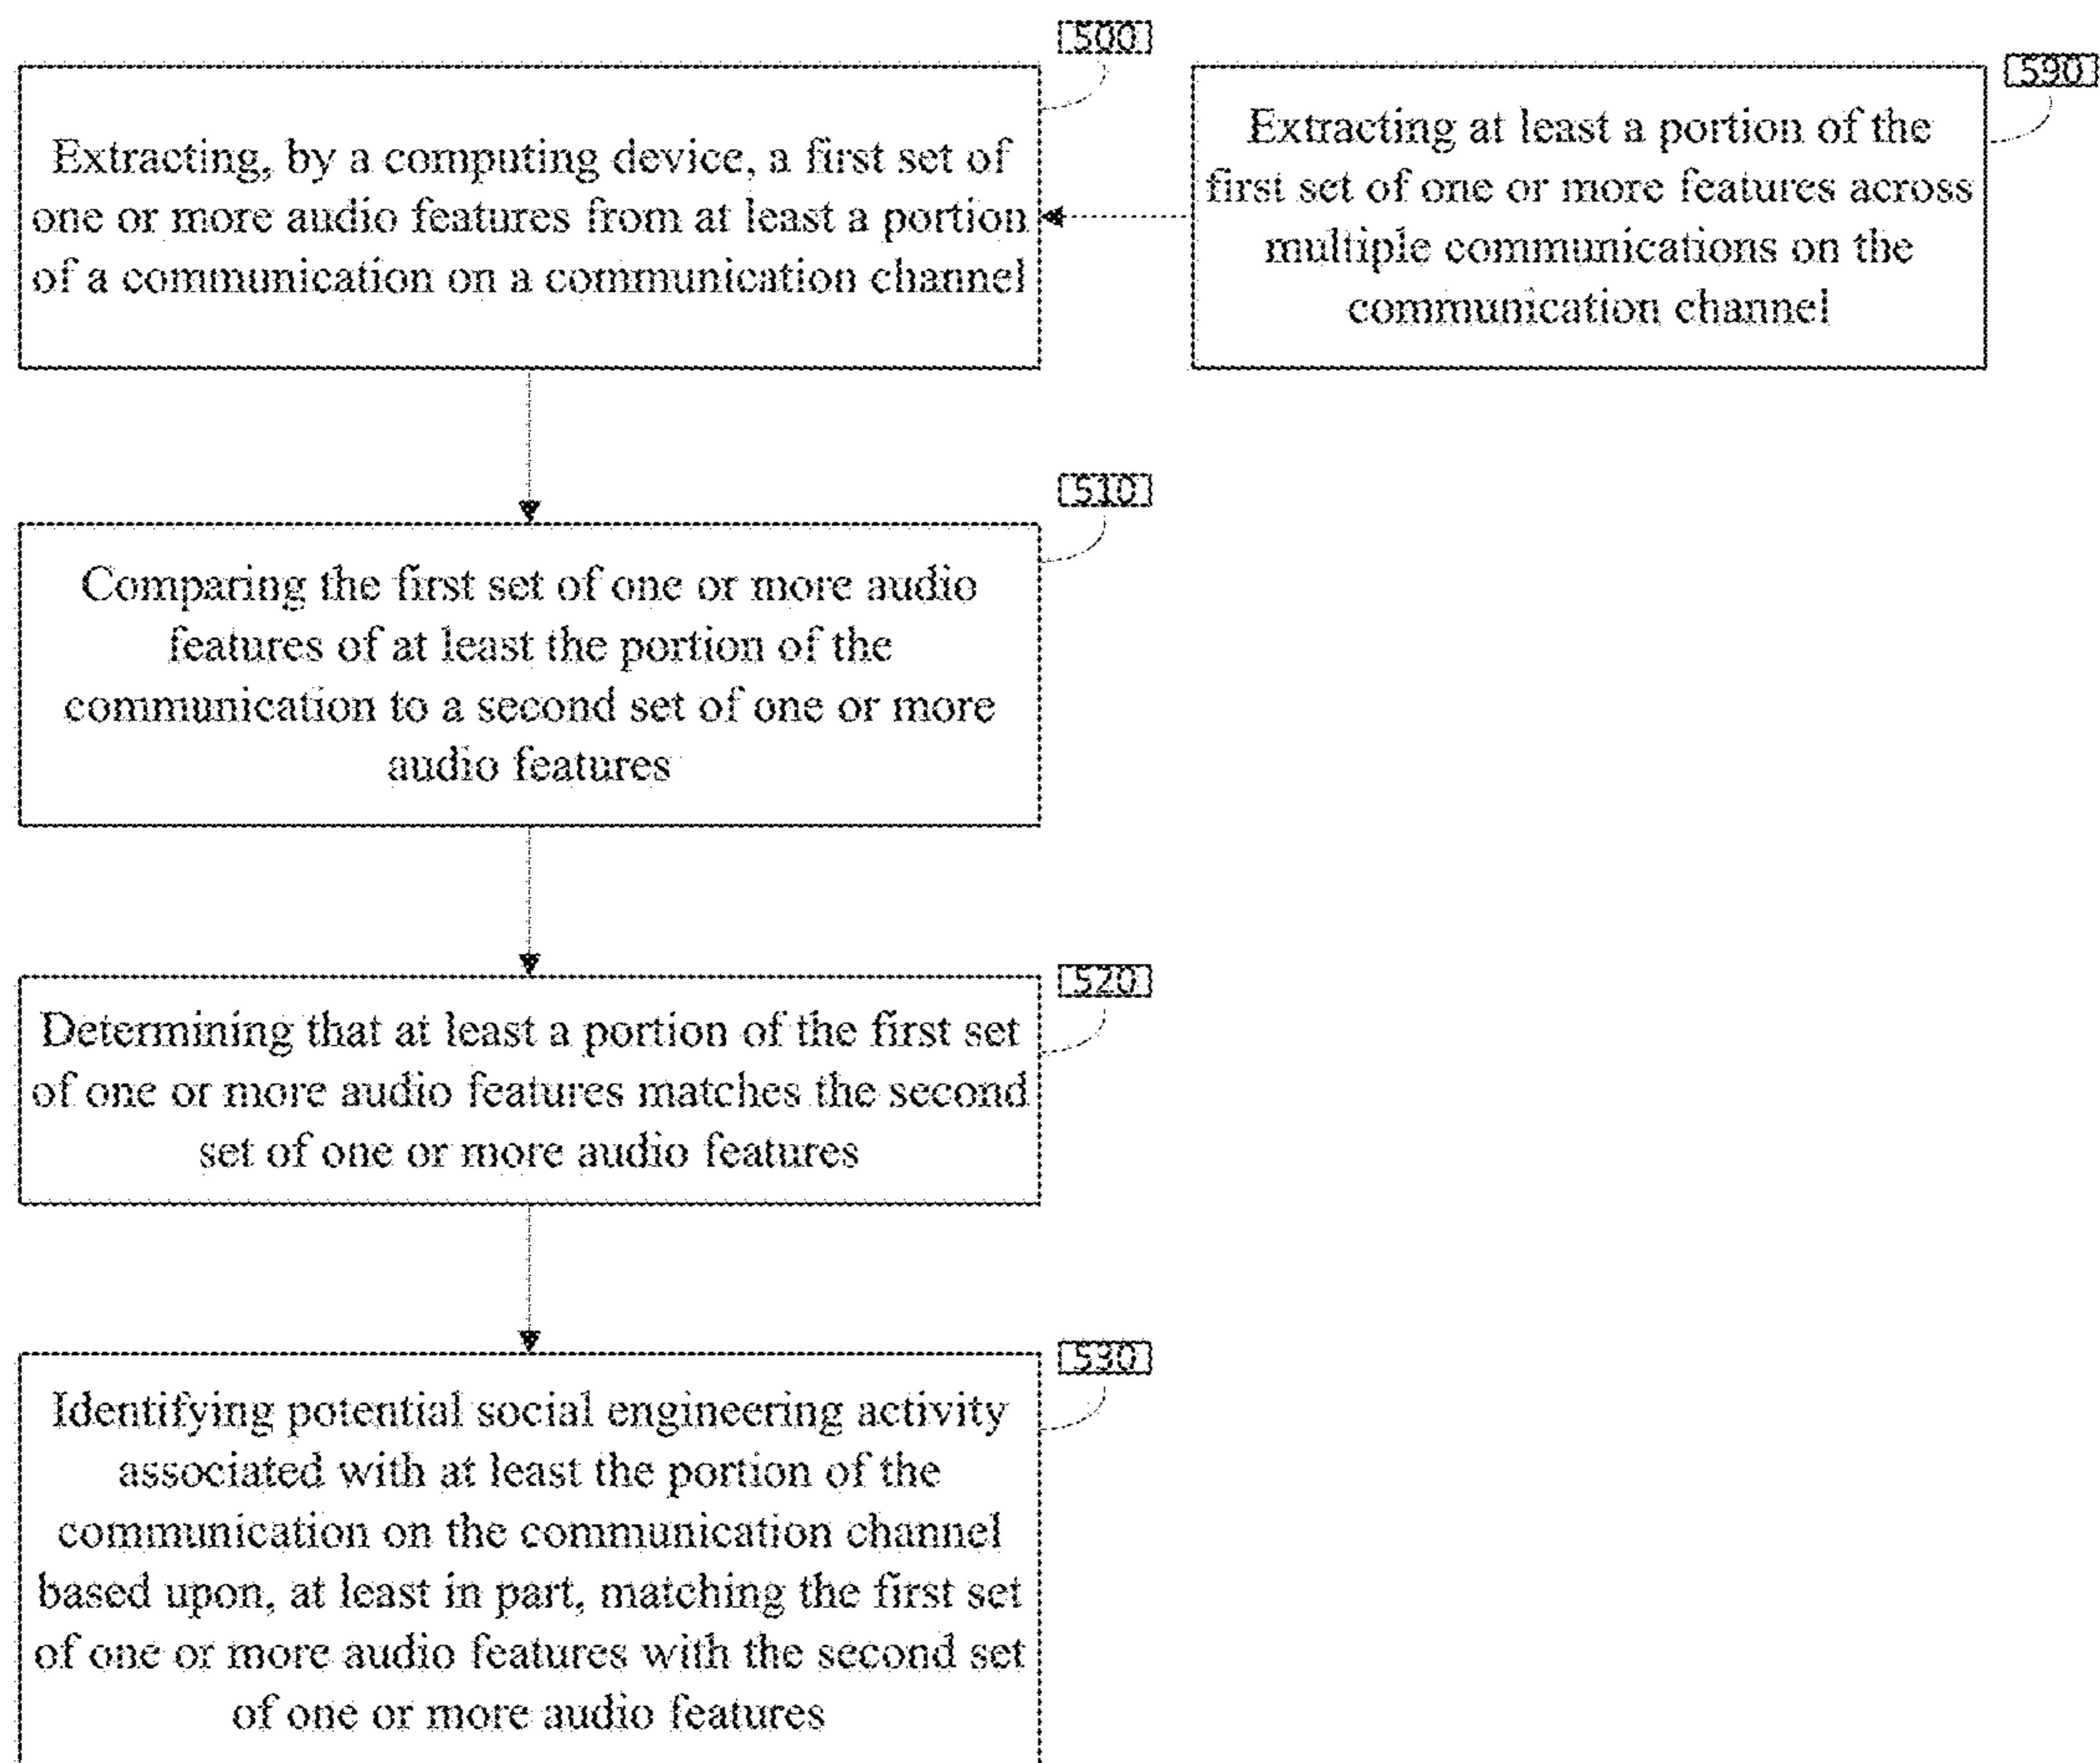 500
Extracting, by a computing device, a first set of
one or more audio features from at least a portion
of a communication on a communication channel
590
Extracting at least a portion of the
first set of one or more features across
multiple communications on the
communication channel
510
Comparing the first set of one or more audio
features of at least the portion of the
communication to a second set of one or more
audio features
520
Determining that at least a portion of the first set
of one or more audio features matches the second
set of one or more audio features
530
Identifying potential social engineering activity
associated with at least the portion of the
communication on the communication channel
based upon, at least in part, matching the first set
of one or more audio features with the second set
of one or more audio features